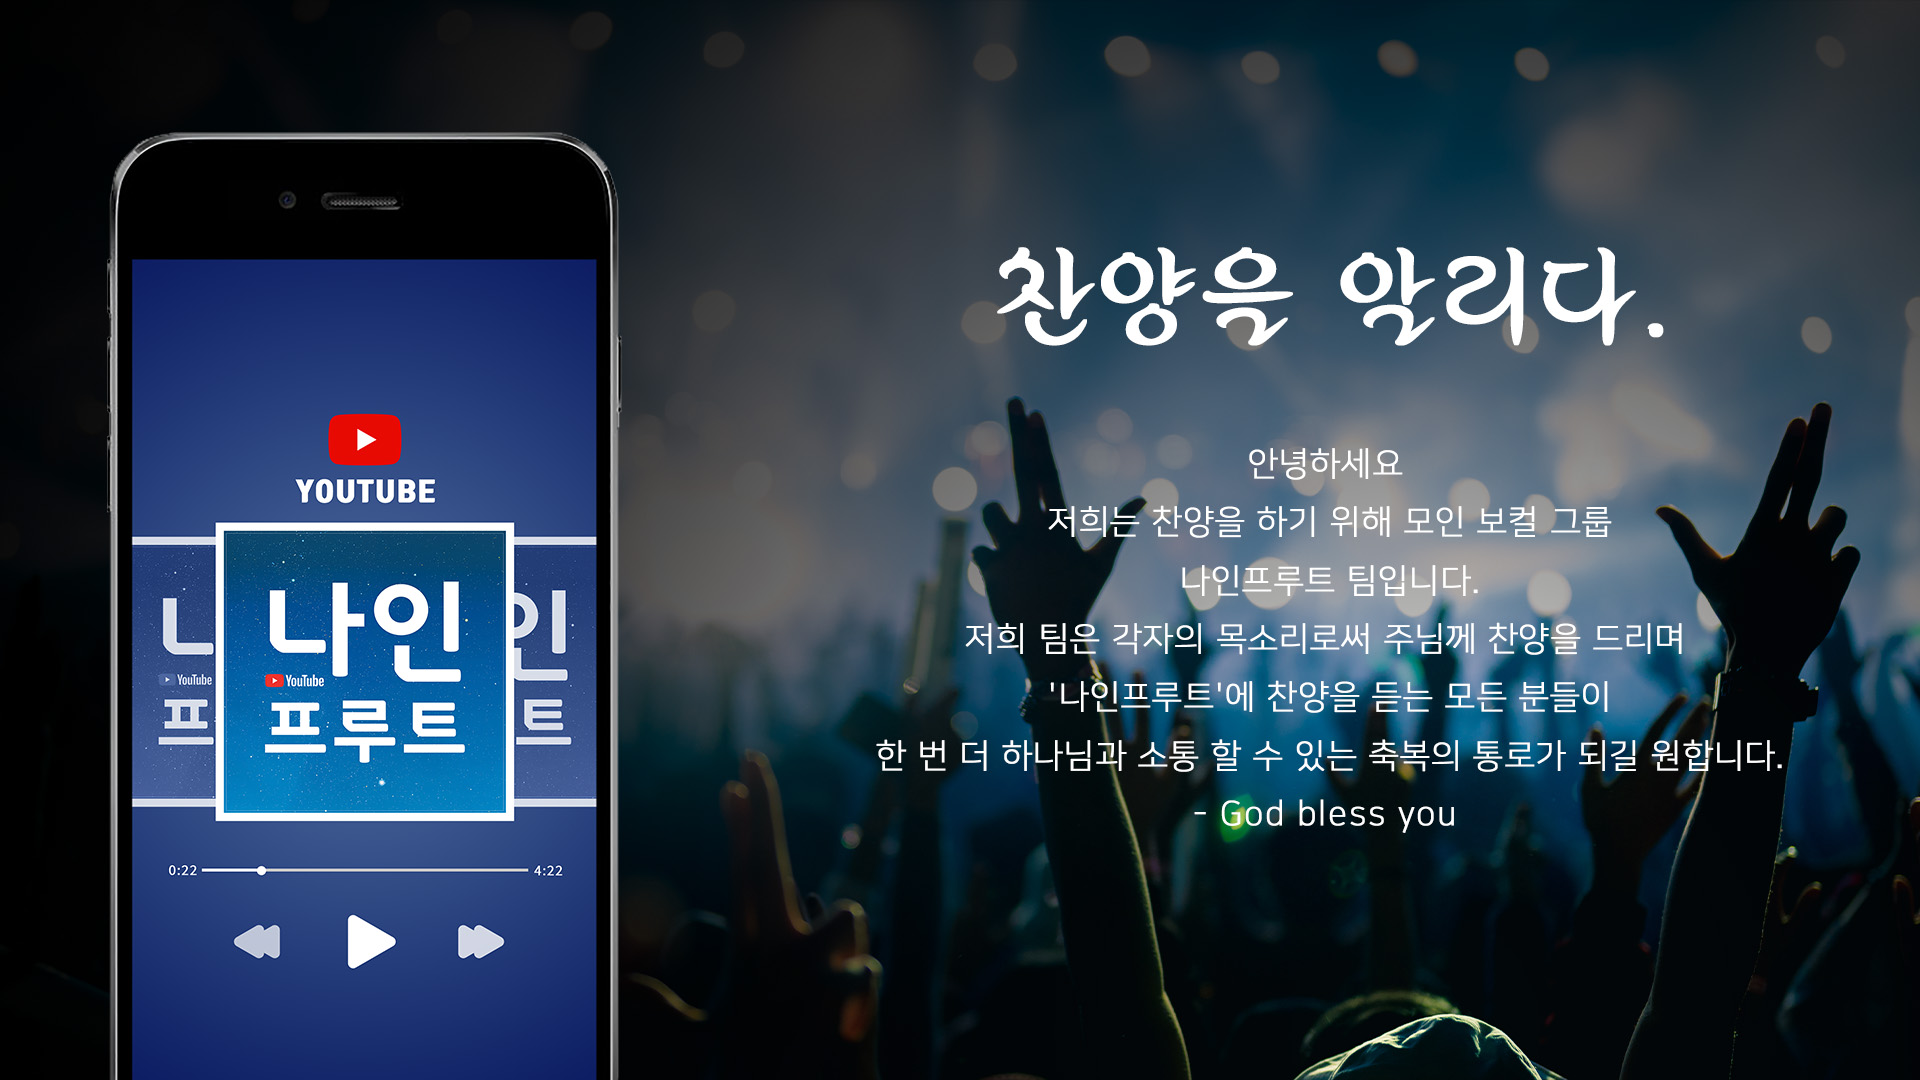 YOUTUBE
나인
YouTube
프루트
나
인
YouTube
프
트
0:22
4:22
찬양을 알리다.
안녕하세요
저희는 찬양을 하기 위해 모인 보컬 그룹
나인프루트 팀입니다.
저희 팀은 각자의 목소리로써 주님께 찬양을 드리며
'나인프루트'에 찬양을 듣는 모든 분들이
한 번 더 하나님과 소통 할 수 있는 축복의 통로가 되길 원합니다.
- God bless you